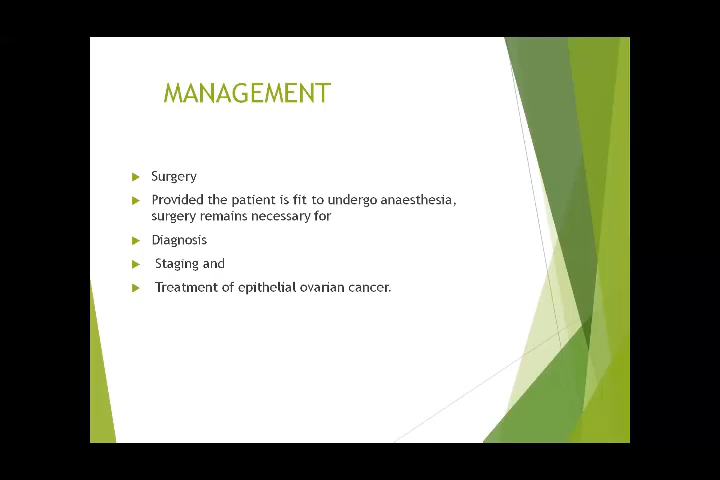 MANAGEMENT
Surgery
Provided the patient is fit to undergo anaesthesia,
surgery remains necessary for
Diagnosis
Staging and
Treatment of epithelial ovarian cancer.